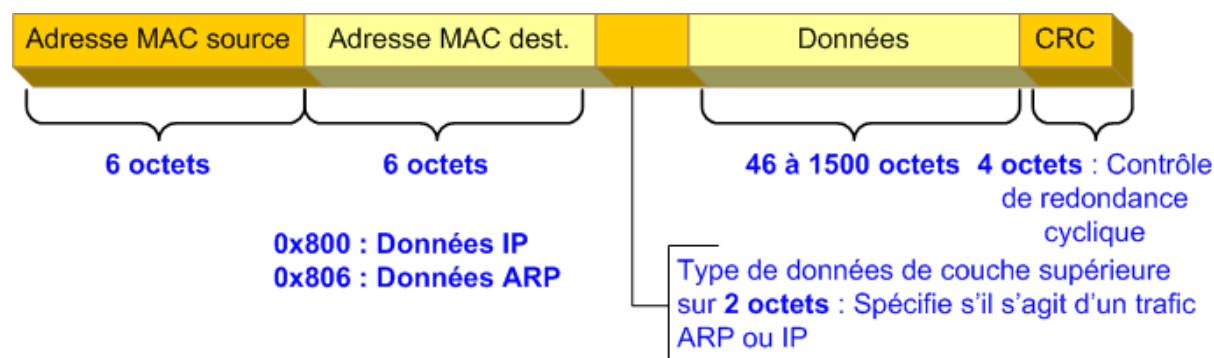 Adresse MAC source
Adresse MAC dest.
Données
CRC
6 octets
6 octets
46 à 1500 octets
4 octets : Contrôle
de redondance
cyclique
0x800 : Données IP
0x806 : Données ARP
Type de données de couche supérieure
sur 2 octets : Spécifie s'il s'agit d'un trafic
ARP ou IP